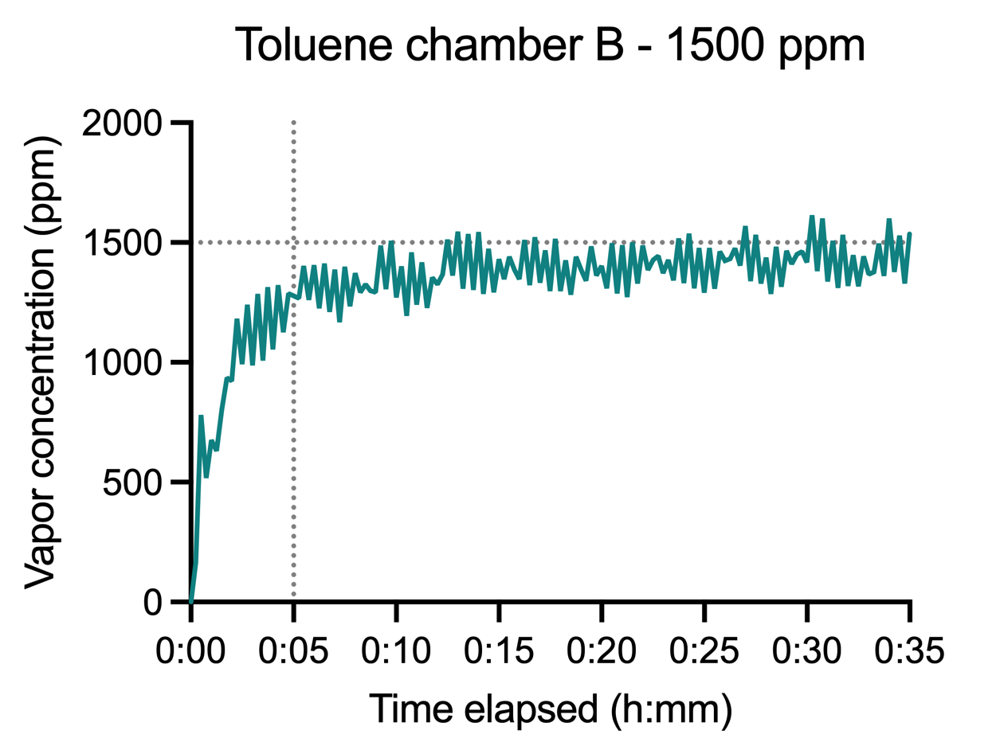 Toluene chamber B - 1500 ppm
Vapor concentration (ppm)
2000
1500
1000
500
0
0:00 0:05 0:10 0:15 0:20 0:25 0:30 0:35
Time elapsed (h:mm)